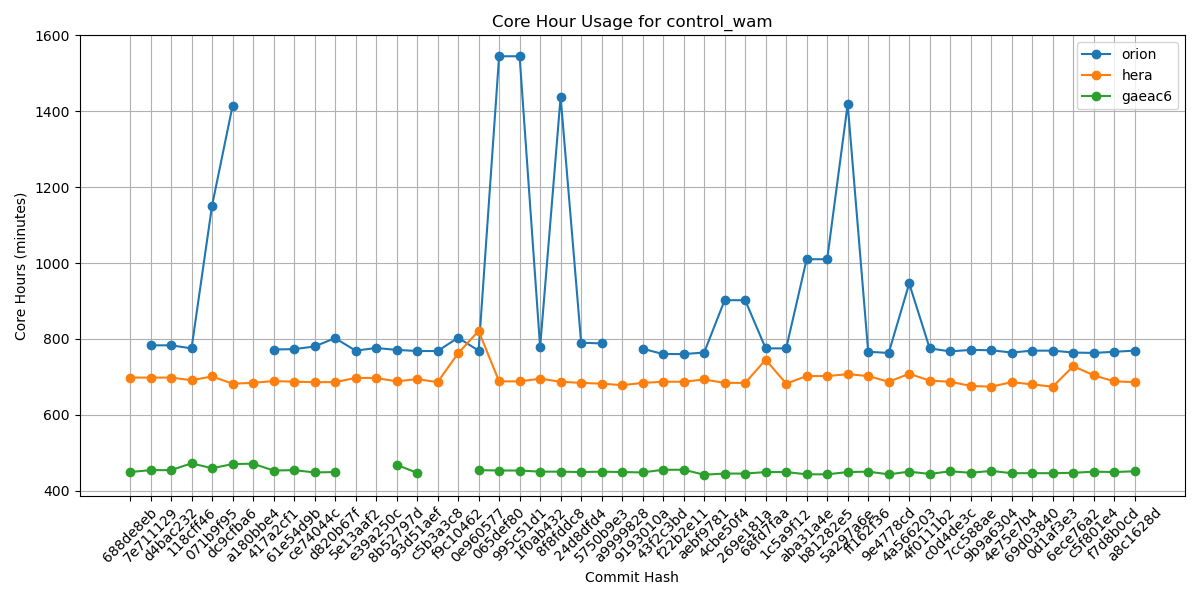 Core Hour Usage for control_wam
orion
hera
gaeac6
Core Hours (minutes)
1600
1400
1200
1000
800
600
400
688de8eb
7e711129
d4bac232
118cff46
071b9f95
dc9cfba6
a180bbe4
417a2cf1
61e54d9b
ce74044c
d820b67f
5e13aaf2
e39a250c
8b52797d
93d51aef
c5b3a3c8
f9c10462
0e960577
065def80
995c51d1
1f0ab432
8f8fddc8
24d8dfd4
5750b9e3
a9999828
9193010a
43f2c3bd
f22b2e11
aebf9781
4cbe50f4
269e181a
68fd7faa
1c5a9f12
aba31a4e
b81282e5
5a297a6e
ff162f36
9e4778cd
4a566203
4f011b2
c0d4de3c
7cc588ae
9b9a6304
4e75e7b4
69d03840
0d1af3e3
6ece76a2
c5f801e4
f7d8b0cd
a8c1628d
Commit Hash